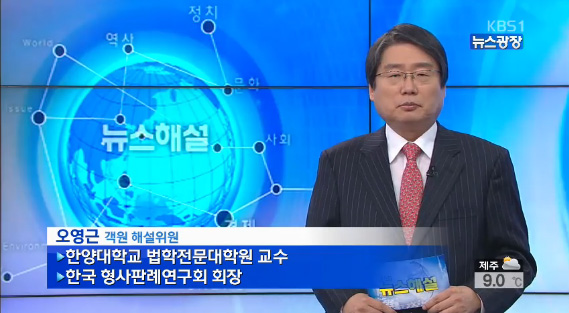 KBS1
뉴스광장
정치
역사
World
문화
Issue
뉴스해설
사회
경제
오영근 객원 해설위원
▶한양대학교 법학전문대학원 교수
▶한국 형사판례연구회 회장
뉴스해설
제주
9.0 ℃